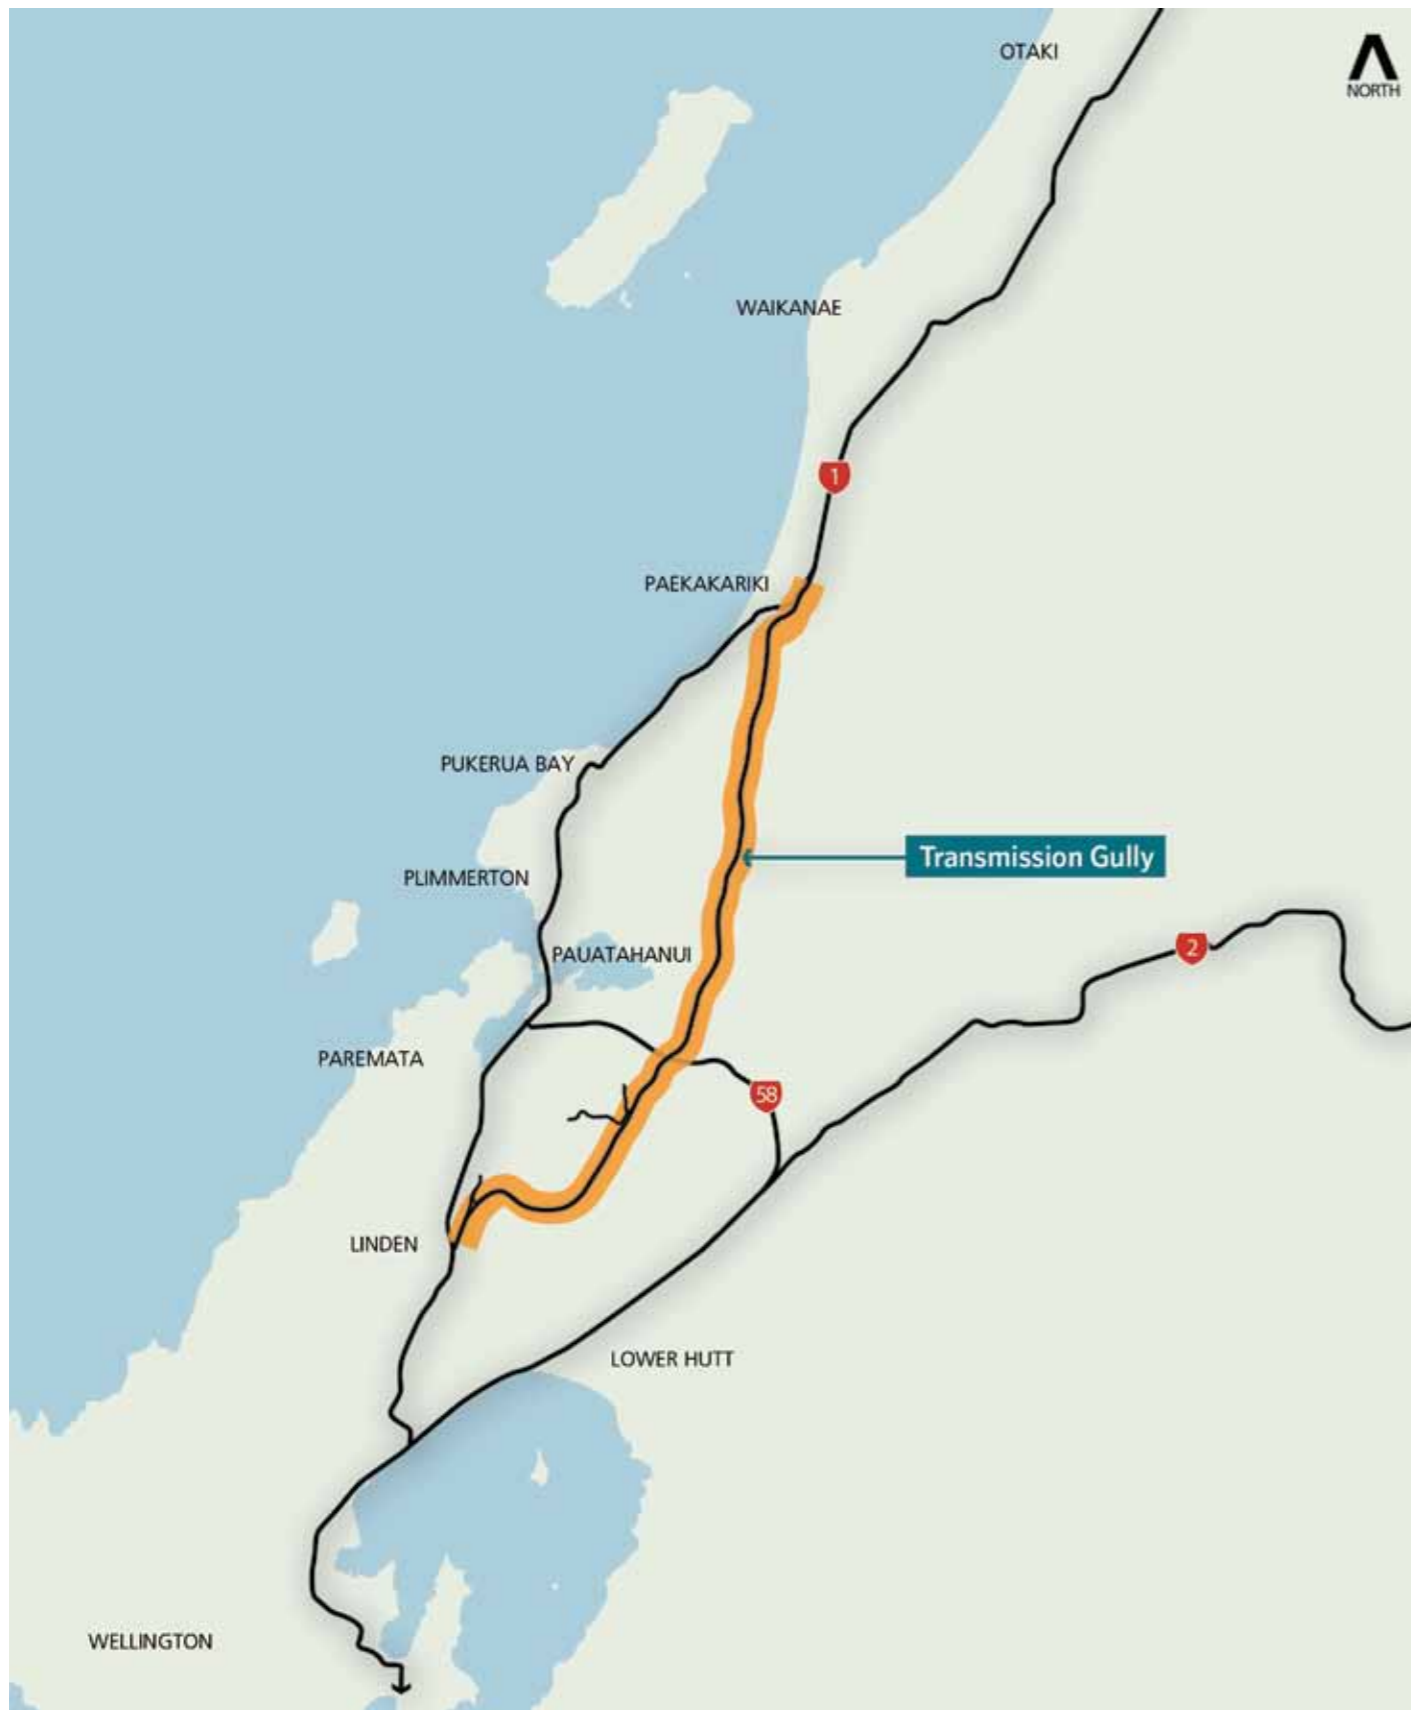 OTAKI
NORTH
WAIKANAE
1
PAEKAKARIKI
PUKERUA BAY
Transmission Gully
PLIMMERTON
2
PAUATAHANUI
PAREMATA
58
LINDEN
LOWER HUTT
WELLINGTON